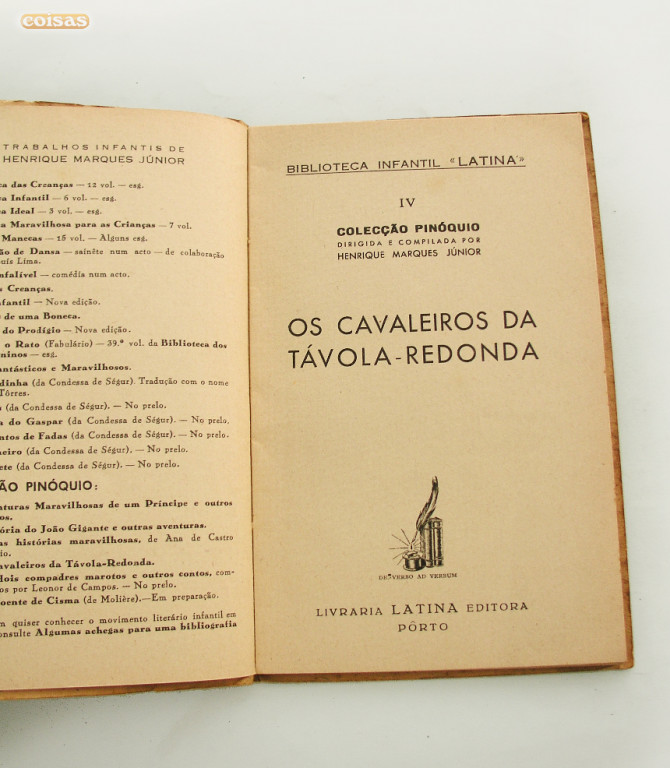 coisas
TRABALHOS INFANTIS DE
HENRIQUE MARQUES JÚNIOR
das Creanças — 12 vol. — esg.
Infantil — 6 vol. — esg.
Ideal — 3 vol. — esg.
Maravilhosa para as Crianças — 7 vol.
Manecas — 15 vol. — Alguns esg.
de Dansa — sainête num acto — de colaboração
Luís Lima.
— comédia num acto.
Creanças.
— Nova edição.
de uma Boneca.
do Prodígio — Nova edição.
o Rato (Fabulário) — 39.º vol. da Biblioteca dos
— esg.
e Maravilhosos.
(da Condessa de Ségur). Tradução com o nome
Tôrres.
(da Condessa de Ségur). — No prelo.
do Gaspar (da Condessa de Ségur). — No prelo.
de Fadas (da Condessa de Ségur). — No prelo.
(da Condessa de Ségur). — No prelo.
(da Condessa de Ségur). — No prelo.
PINÓQUIO:
Maravilhosas de um Príncipe e outros
do João Gigante e outras aventuras.
histórias maravilhosas, de Ana de Castro
da Távola-Redonda.
dois compadres marotos e outros contos, com-
por Leonor de Campos. — No prelo.
de Cisma (de Molière).—Em preparação.
quiser conhecer o movimento literário infantil em
Algumas achegas para uma bibliografia
BIBLIOTECA INFANTIL «LATINA»
IV
COLECÇÃO PINÓQUIO
DIRIGIDA E COMPILADA POR
HENRIQUE MARQUES JÚNIOR
OS CAVALEIROS DA
TÁVOLA-REDONDA
DE VERBO AD VERBUM
LIVRARIA LATINA EDITORA
PÔRTO